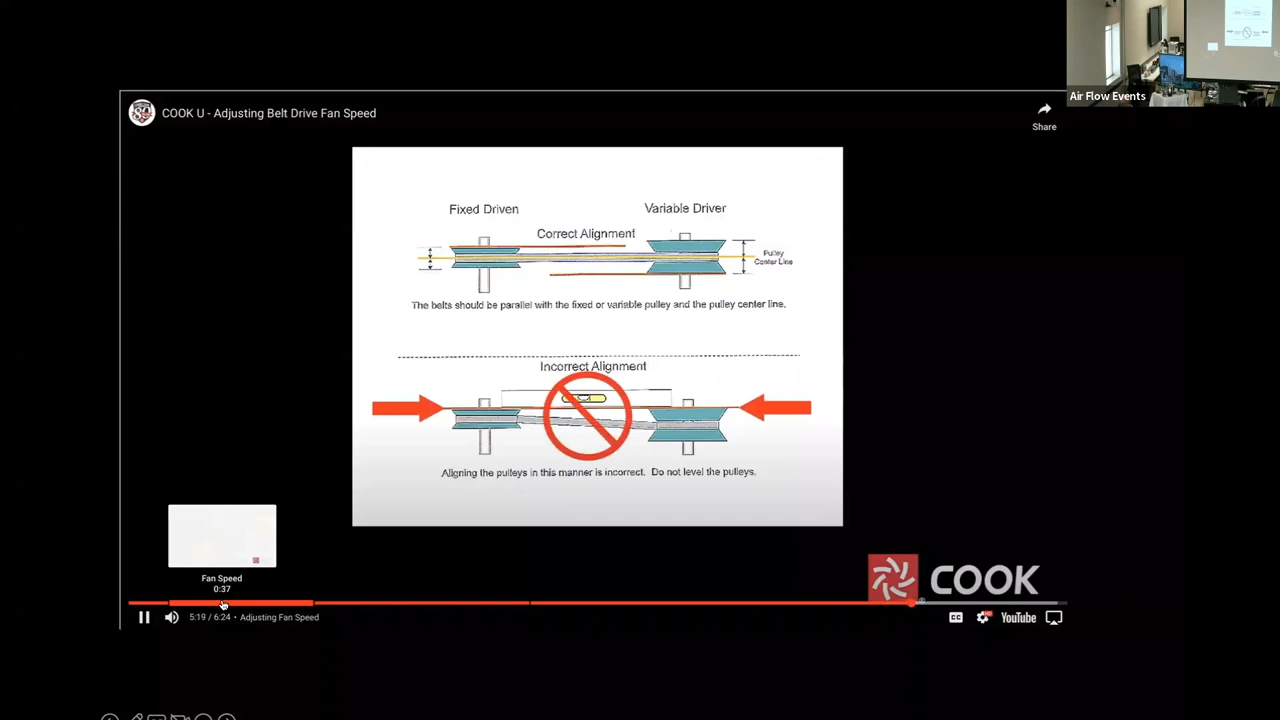 Air Flow Events
COOK U - Adjusting Belt Drive Fan Speed
Share
Fixed Driven
Variable Driver
Correct Alignment
Pulley
Center Line
The belts should be parallel with the fixed or variable pulley and the pulley center line.
Incorrect Alignment
Aligning the pulleys in this manner is incorrect. Do not level the pulleys.
Fan Speed
0:37
COOK
5:19 / 6:24 • Adjusting Fan Speed
CC
HD
YouTube